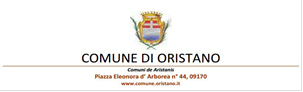 COMUNE DI ORISTANO
Comuni de Aristanis
Piazza Eleonora d' Arborea n° 44, 09170
www.comune.oristano.it